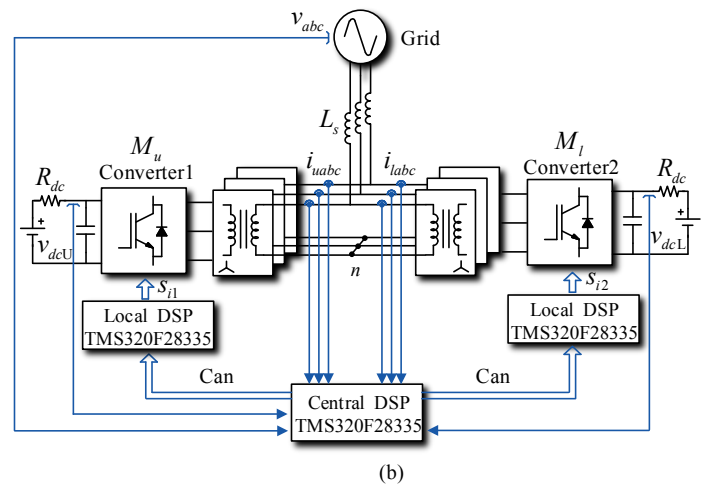 v_abc
Grid
L_s
M_u
Converter1
i_uabc
i_labc
M_l
Converter2
R_dc
R_dc
+
v_dcU
+
v_dcL
n
s_i1
s_i2
Local DSP
TMS320F28335
Local DSP
TMS320F28335
Can
Can
Central DSP
TMS320F28335
(b)